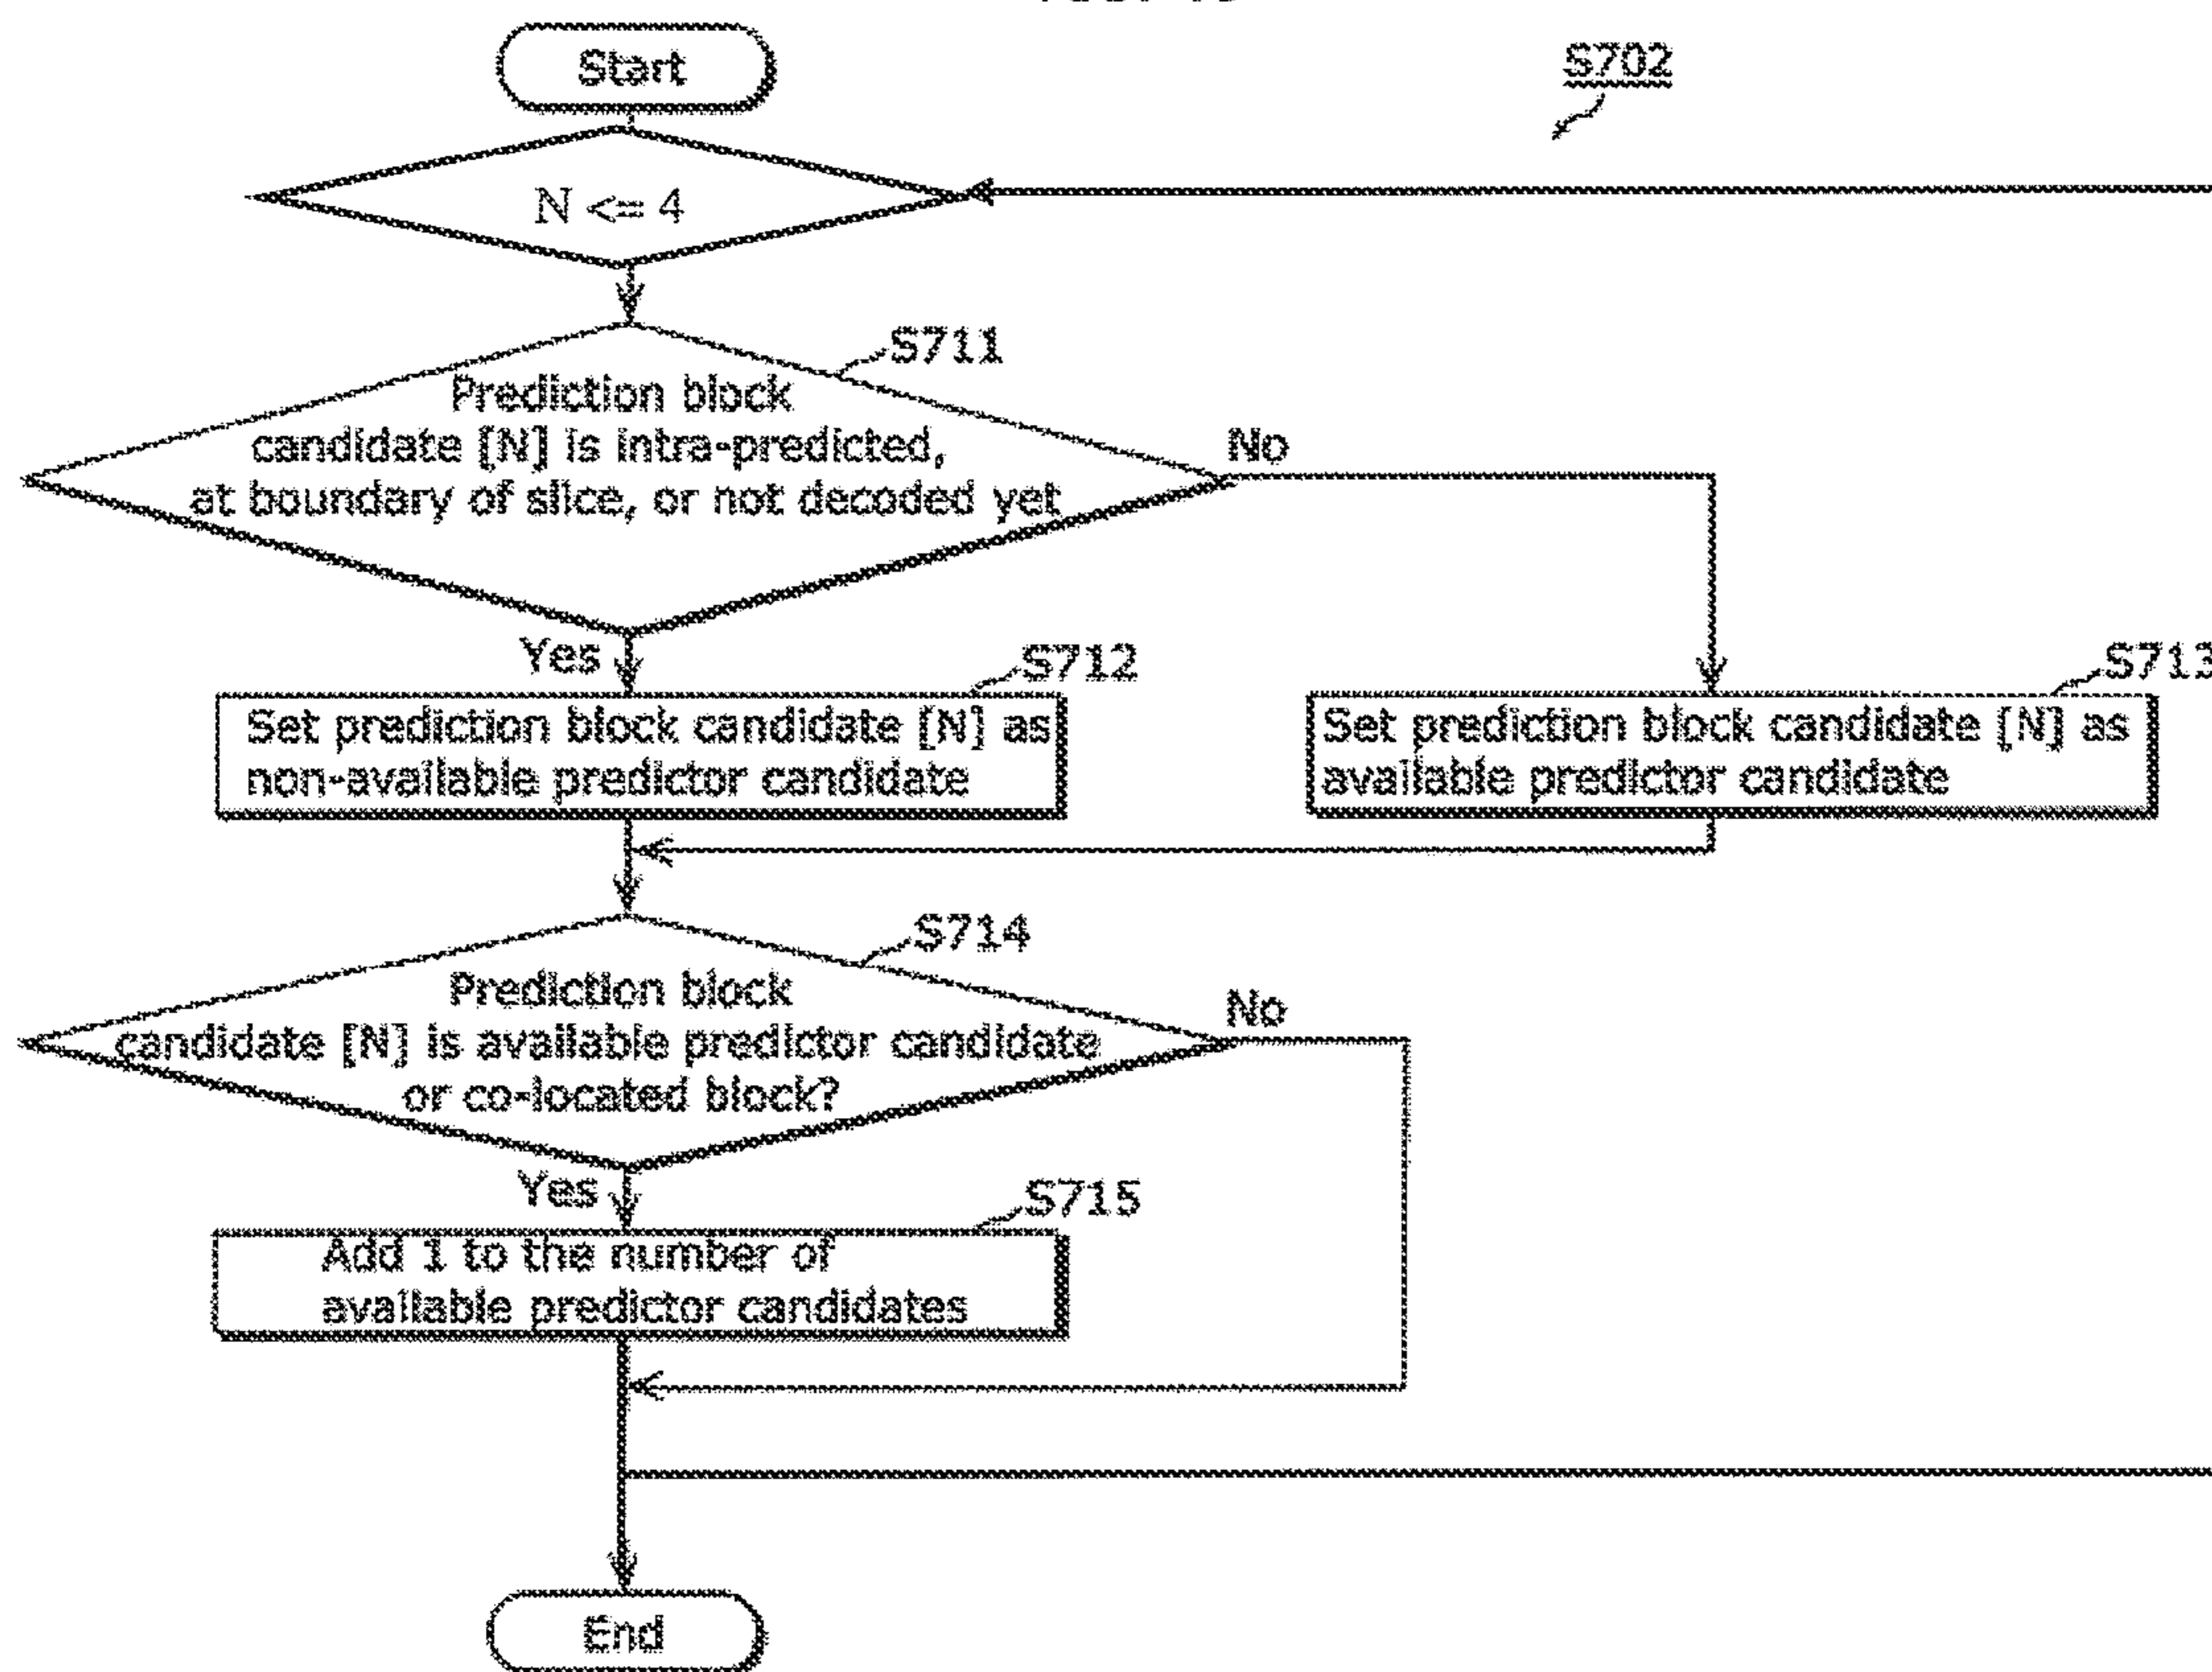 Start
S702
N <= 4
S711
Prediction block
candidate [N] is intra-predicted,
at boundary of slice, or not decoded yet
No
Yes
S712
Set prediction block candidate [N] as
non-available predictor candidate
S713
Set prediction block candidate [N] as
available predictor candidate
S714
Prediction block
candidate [N] is available predictor candidate
or co-located block?
No
Yes
S715
Add 1 to the number of
available predictor candidates
End